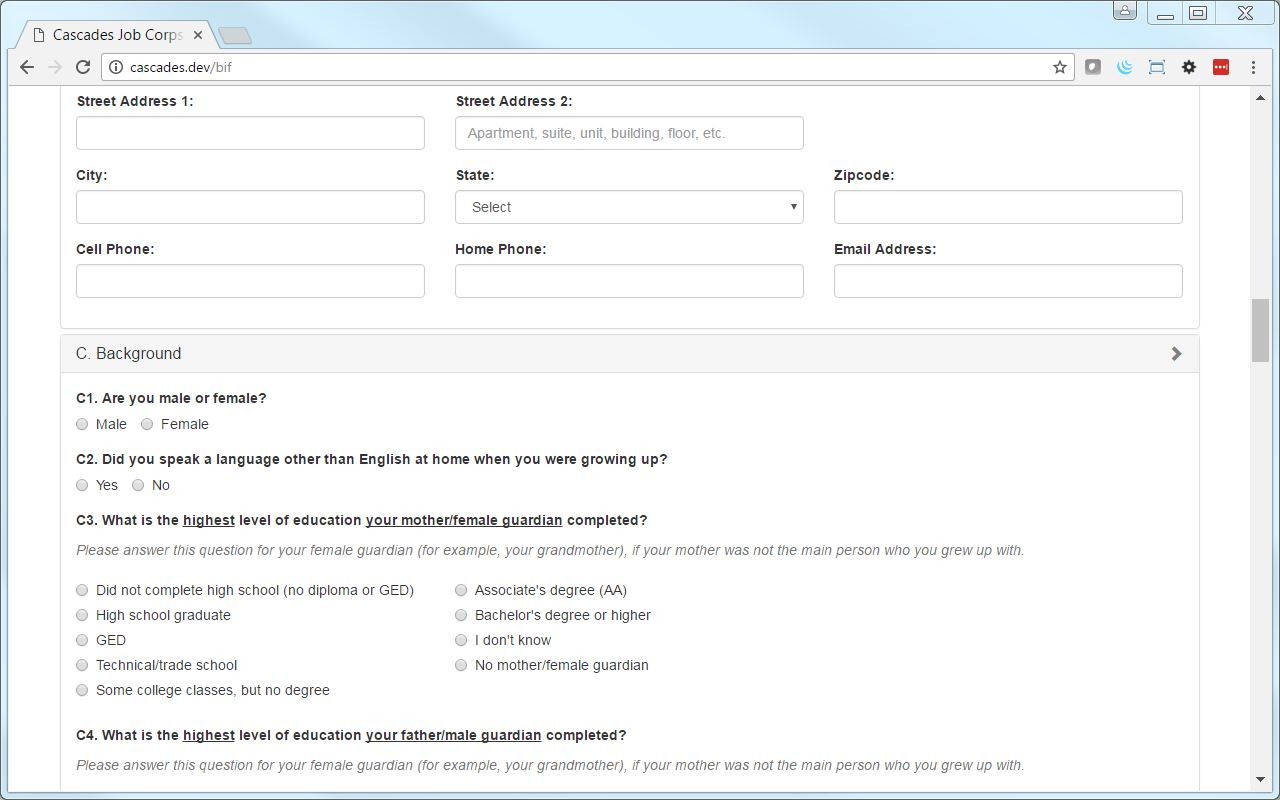 Cascades Job Corps
cascades.dev/bif
Street Address 1: Street Address 2:
Apartment, suite, unit, building, floor, etc.
City: State: Zipcode:
Select
Cell Phone: Home Phone: Email Address:
C. Background
C1. Are you male or female?
Male Female
C2. Did you speak a language other than English at home when you were growing up?
Yes No
C3. What is the highest level of education your mother/female guardian completed?
Please answer this question for your female guardian (for example, your grandmother), if your mother was not the main person who you grew up with.
Did not complete high school (no diploma or GED) Associate's degree (AA)
High school graduate Bachelor's degree or higher
GED I don't know
Technical/trade school No mother/female guardian
Some college classes, but no degree
C4. What is the highest level of education your father/male guardian completed?
Please answer this question for your female guardian (for example, your grandmother), if your mother was not the main person who you grew up with.